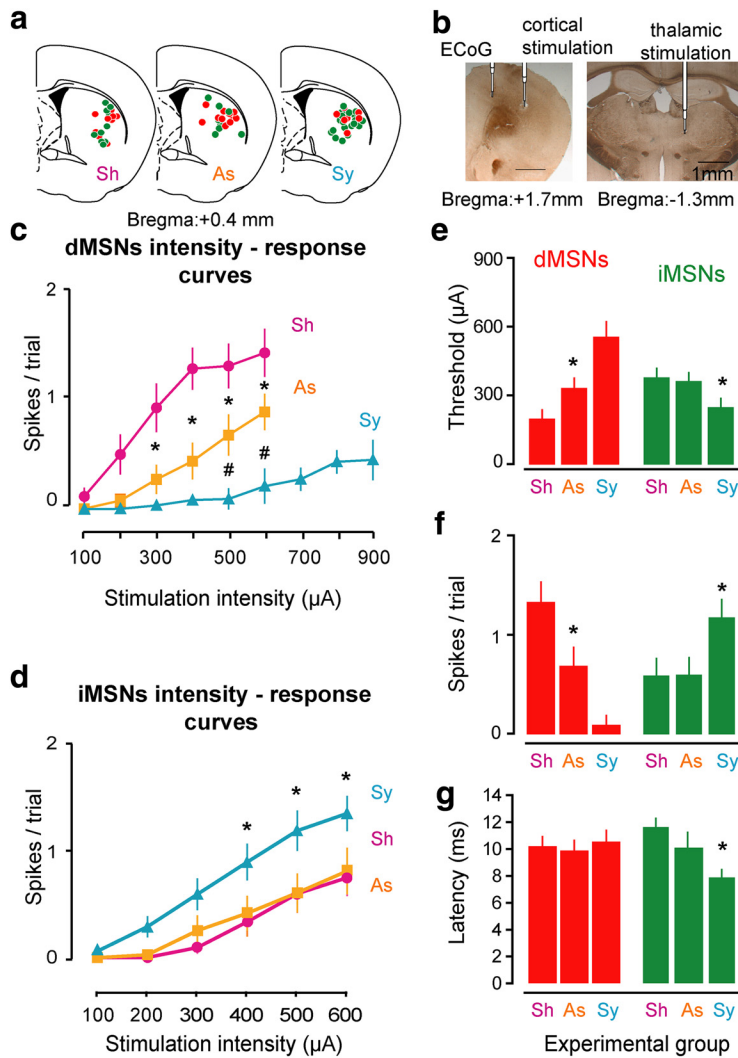 a
Sh
As
Sy
Bregma:+0.4 mm
b
ECoG
cortical
stimulation
thalamic
stimulation
1mm
Bregma:+1.7mm
Bregma:-1.3mm
c
dMSNs intensity - response
curves
2
1
0
Spikes / trial
Sh
As
Sy
*
*
*
*
#
#
100
300
500
700
900
Stimulation intensity (µA)
d
iMSNs intensity - response
curves
2
1
0
Spikes / trial
Sy
Sh
As
*
*
*
100
200
300
400
500
600
Stimulation intensity (µA)
e
900
600
300
0
Threshold (µA)
dMSNs
iMSNs
*
*
Sh
As
Sy
Sh
As
Sy
f
2
1
0
Spikes / trial
*
*
Sh
As
Sy
Sh
As
Sy
g
14
12
10
8
6
4
2
0
Latency (ms)
*
Sh
As
Sy
Sh
As
Sy
Experimental group